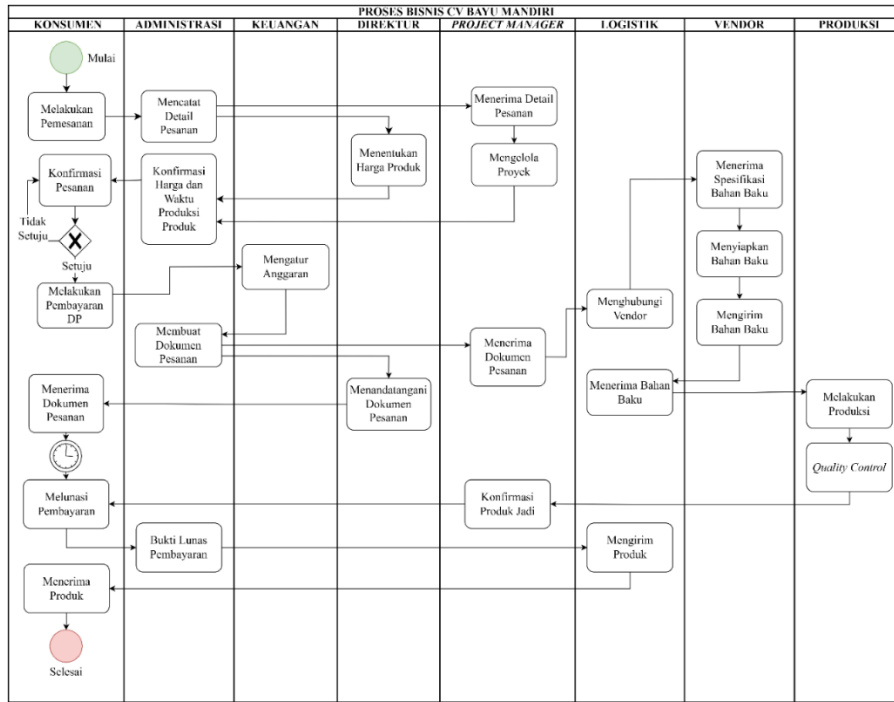 PROSES BISNIS CV BAYU MANDIRI
KONSUMEN
ADMINISTRASI
KEUANGAN
DIREKTUR
PROJECT MANAGER
LOGISTIK
VENDOR
PRODUKSI
Mulai
Melakukan
Pemesanan
Mencatat
Detail
Pesanan
Menerima Detail
Pesanan
Menentukan
Harga Produk
Mengelola
Proyek
Konfirmasi
Pesanan
Konfirmasi
Harga dan
Waktu
Produksi
Produk
Menerima
Spesifikasi
Bahan Baku
Tidak
Setuju
Setuju
Melakukan
Pembayaran
DP
Mengatur
Anggaran
Menyiapkan
Bahan Baku
Menghubungi
Vendor
Mengirim
Bahan Baku
Membuat
Dokumen
Pesanan
Menerima
Dokumen
Pesanan
Menerima
Dokumen
Pesanan
Menandatangani
Dokumen
Pesanan
Menerima Bahan
Baku
Melakukan
Produksi
Quality Control
Melunasi
Pembayaran
Konfirmasi
Produk Jadi
Bukti Lunas
Pembayaran
Mengirim
Produk
Menerima
Produk
Selesai